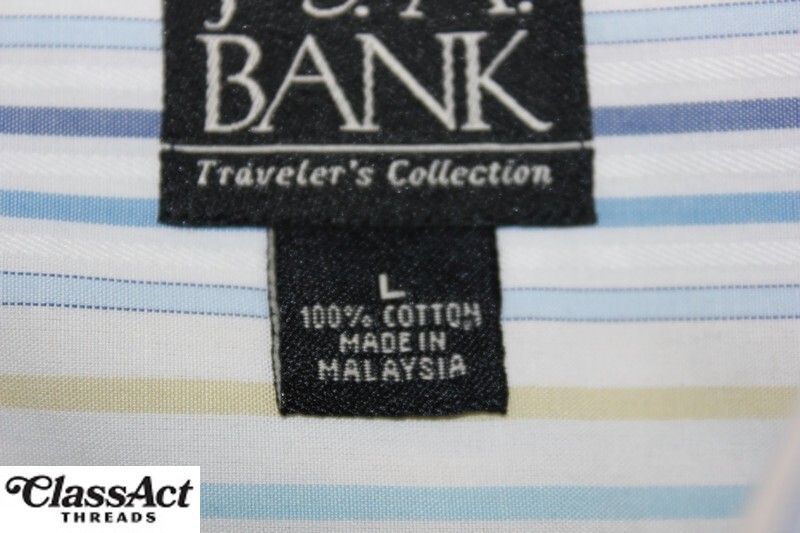 J. A.
BANK
Traveler's Collection
L
100% COTTON
MADE IN
MALAYSIA
ClassAct
THREADS